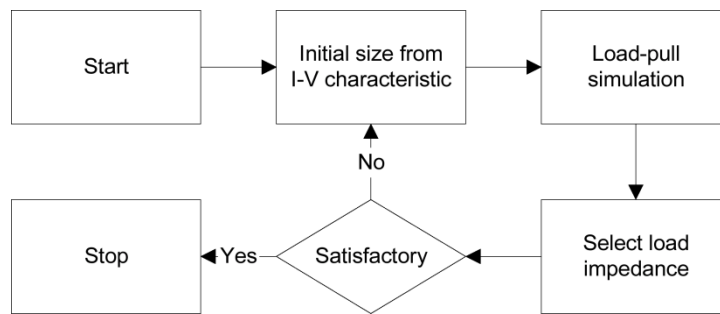 Start
Initial size from
I-V characteristic
Load-pull
simulation
No
Stop
Yes
Satisfactory
Select load
impedance